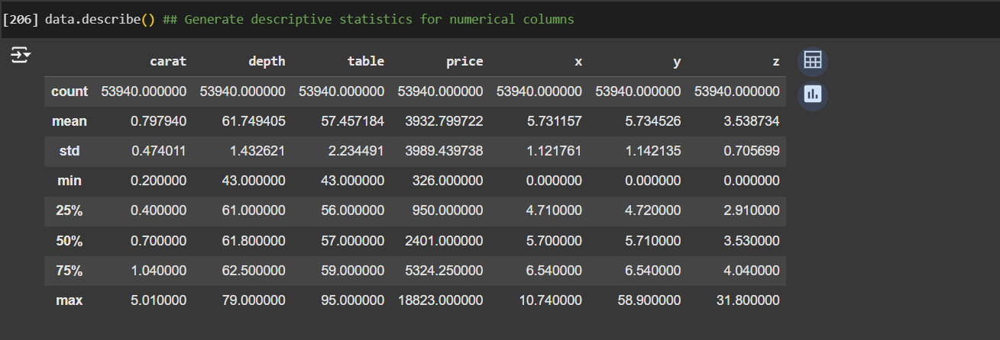 [206] data.describe() ## Generate descriptive statistics for numerical columns
carat depth table price x y z
count 53940.000000 53940.000000 53940.000000 53940.000000 53940.000000 53940.000000 53940.000000
mean 0.797940 61.749405 57.457184 3932.799722 5.731157 5.734526 3.538734
std 0.474011 1.432621 2.234491 3989.439738 1.121761 1.142135 0.705699
min 0.200000 43.000000 43.000000 326.000000 0.000000 0.000000 0.000000
25% 0.400000 61.000000 56.000000 950.000000 4.710000 4.720000 2.910000
50% 0.700000 61.800000 57.000000 2401.000000 5.700000 5.710000 3.530000
75% 1.040000 62.500000 59.000000 5324.250000 6.540000 6.540000 4.040000
max 5.010000 79.000000 95.000000 18823.000000 10.740000 58.900000 31.800000